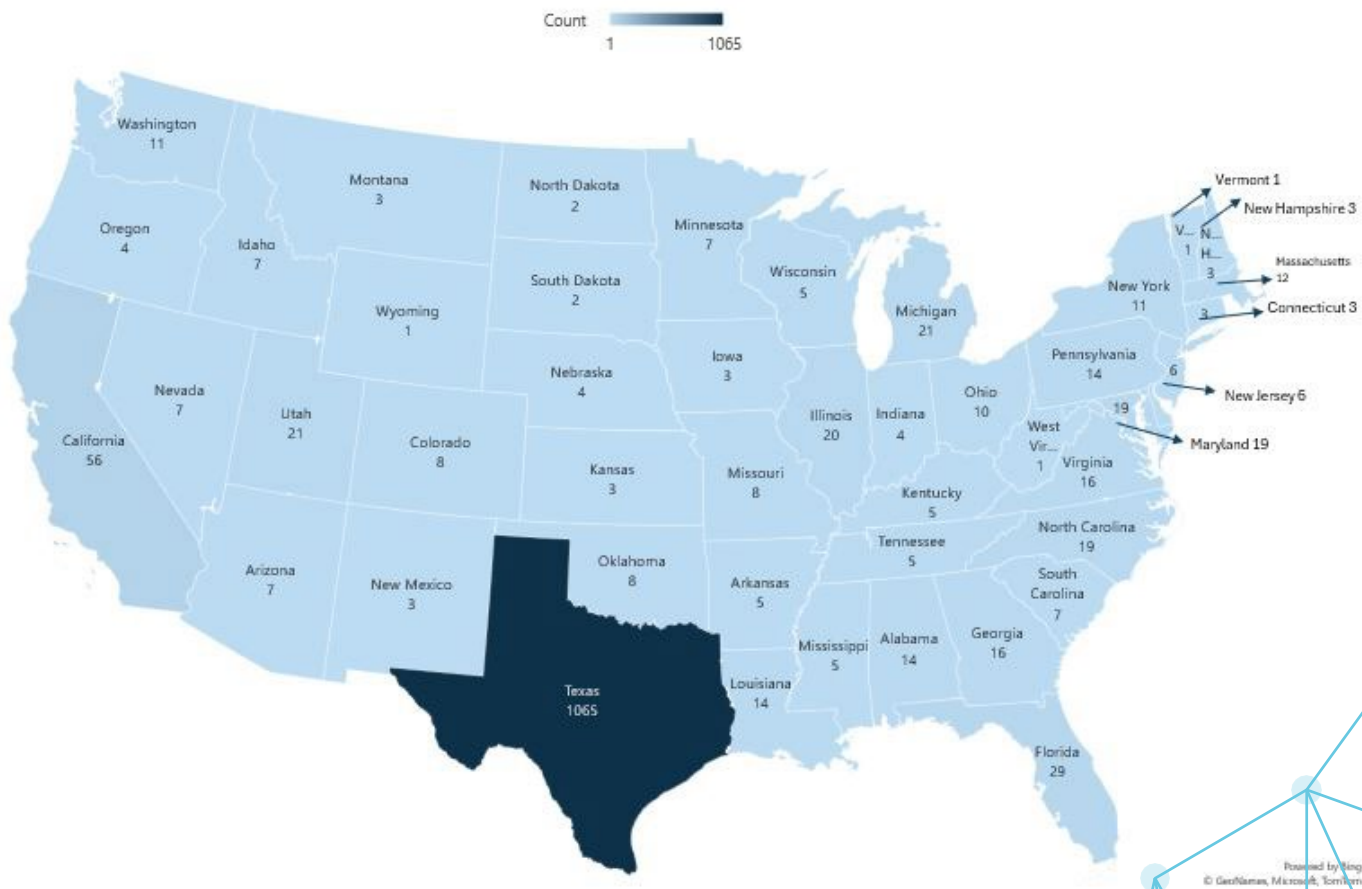 Count
1 1065
Washington
11
Montana
3
North Dakota
2
Minnesota
7
Vermont 1
New Hampshire 3
Oregon
4
Idaho
7
South Dakota
2
Wisconsin
5
Michigan
21
New York
11
V...
1
N...
H...
3
Massachusetts
12
Connecticut 3
3
Wyoming
1
Iowa
3
Pennsylvania
14
6
New Jersey 6
Nevada
7
Utah
21
Nebraska
4
Illinois
20
Indiana
4
Ohio
10
19
Maryland 19
California
56
Colorado
8
Kansas
3
Missouri
8
West
Vir...
1
Virginia
16
Kentucky
5
North Carolina
19
Tennessee
5
Arizona
7
New Mexico
3
Oklahoma
8
Arkansas
5
South
Carolina
7
Mississippi
5
Alabama
14
Georgia
16
Texas
1065
Louisiana
14
Florida
29
Powered by Bing
© GeoNames, Microsoft, TomTom